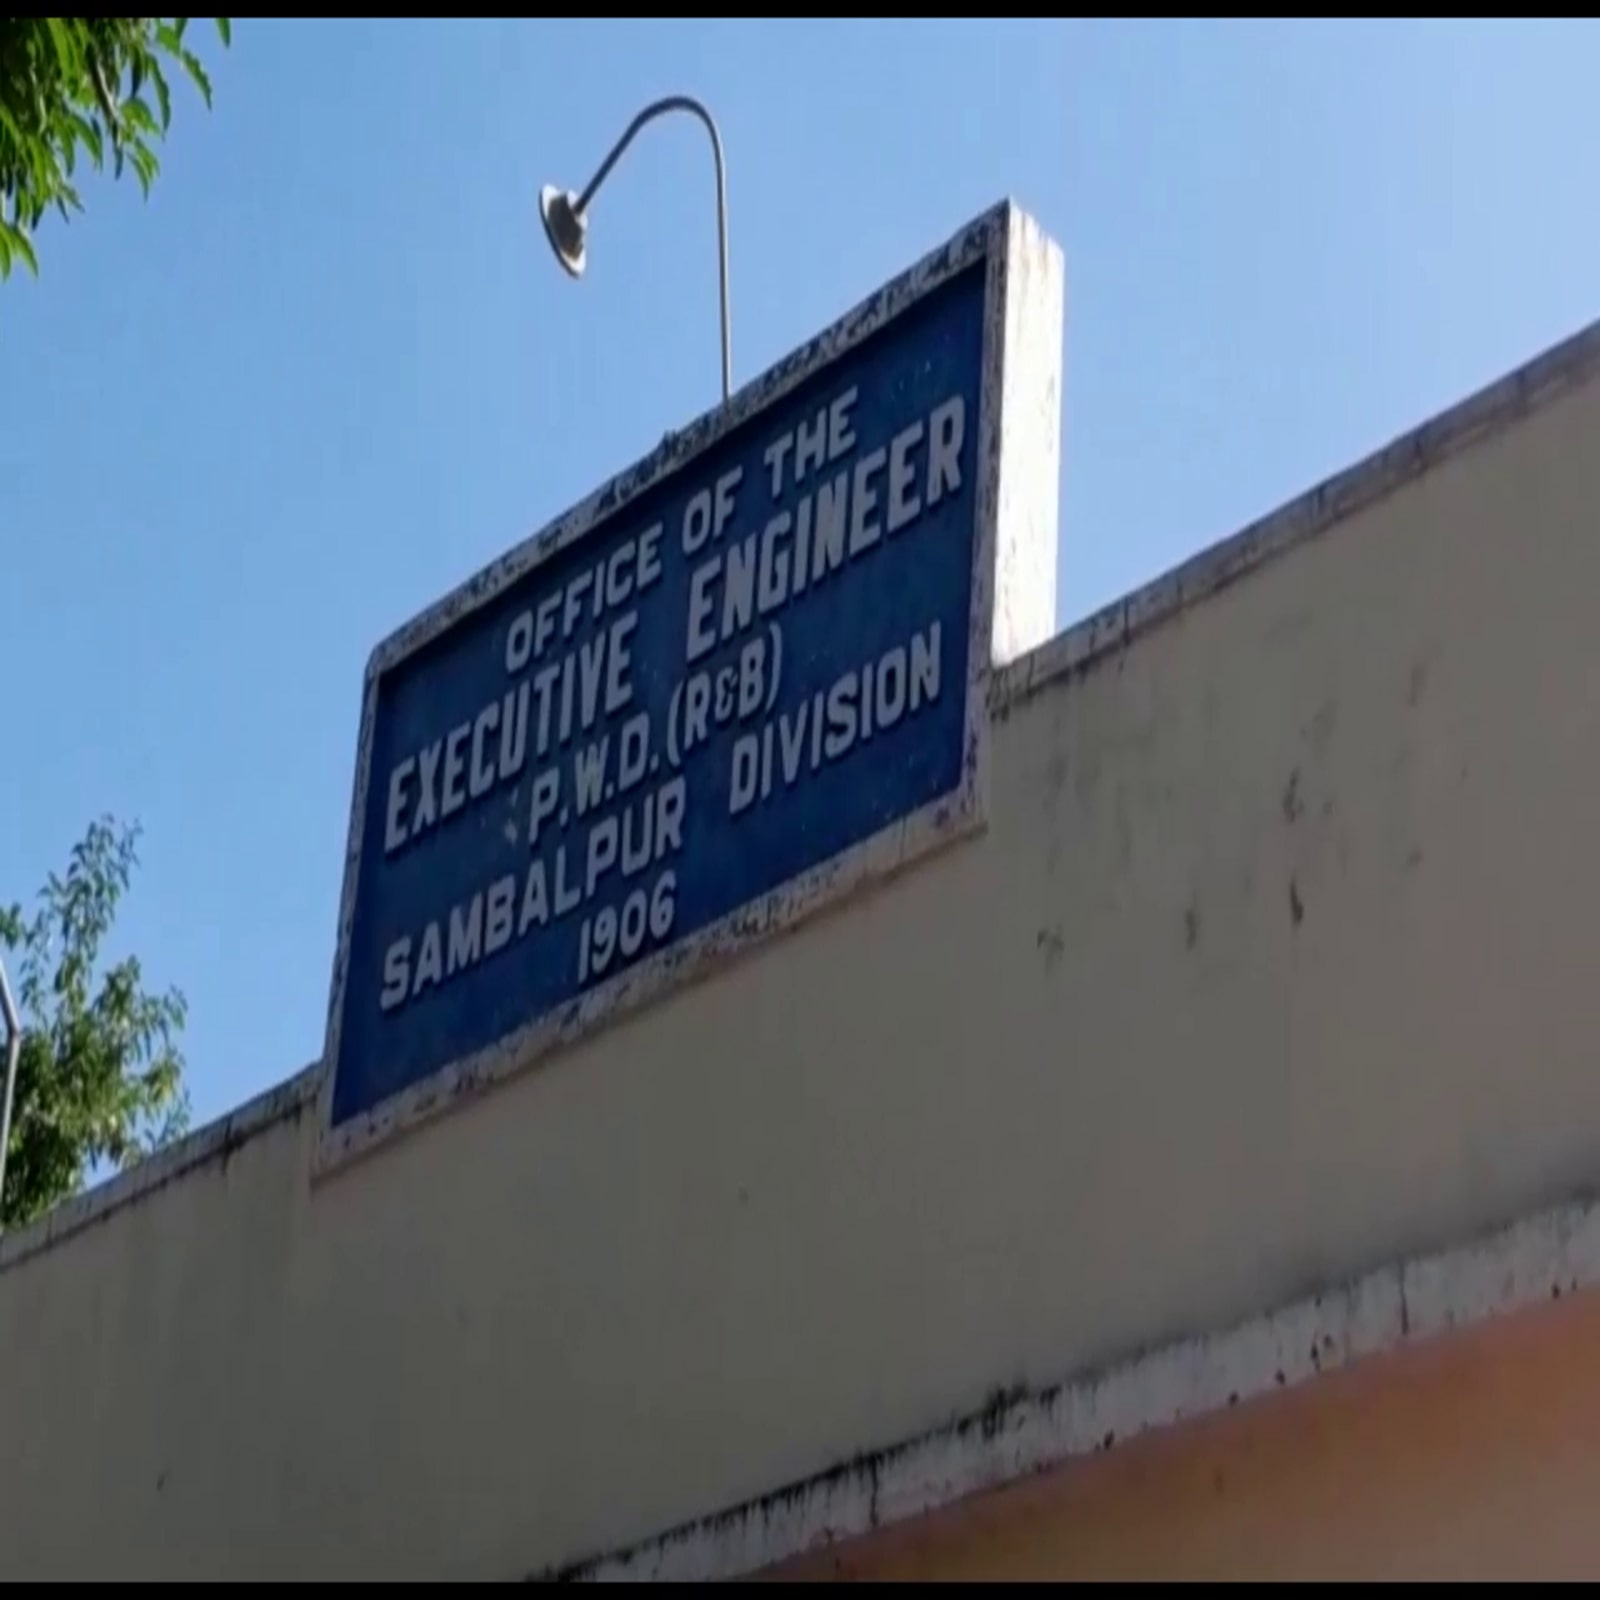 OFFICE OF THE
EXECUTIVE ENGINEER
P.W.D.(R&B)
SAMBALPUR DIVISION
1906